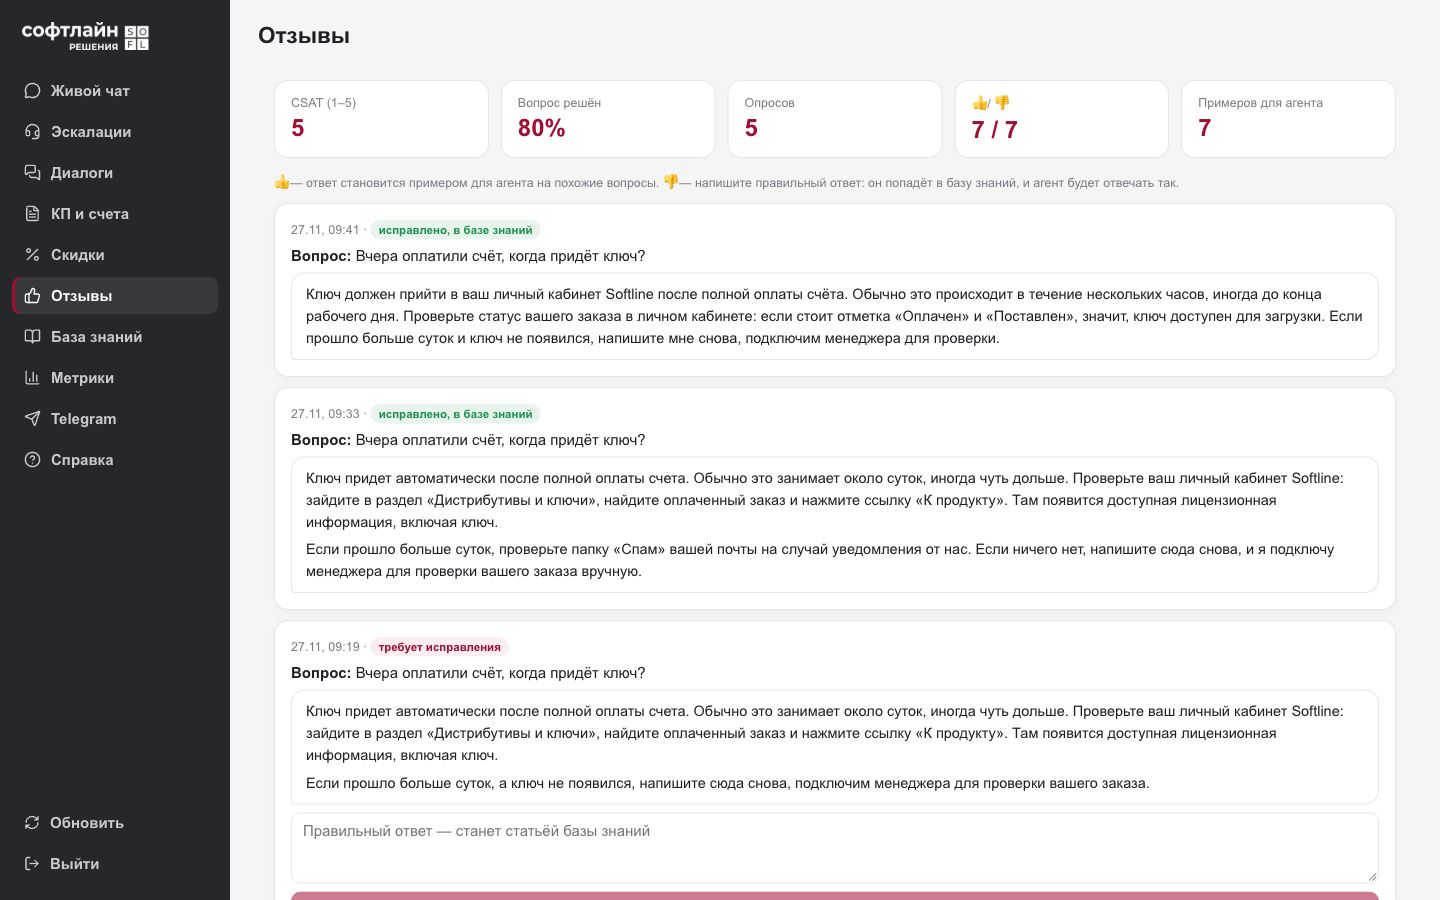 софтлайн
SO
FL
РЕШЕНИЯ
Живой чат
Эскалации
Диалоги
КП и счета
Скидки
Отзывы
База знаний
Метрики
Telegram
Справка
Обновить
Выйти
Отзывы
CSAT (1–5)
5
Вопрос решён
80%
Опросов
5
👍/ 👎
7 / 7
Примеров для агента
7
👍— ответ становится примером для агента на похожие вопросы. 👎— напишите правильный ответ: он попадёт в базу знаний, и агент будет отвечать так.
27.11, 09:41 · исправлено, в базе знаний
Вопрос: Вчера оплатили счёт, когда придёт ключ?
Ключ должен прийти в ваш личный кабинет Softline после полной оплаты счёта. Обычно это происходит в течение нескольких часов, иногда до конца
рабочего дня. Проверьте статус вашего заказа в личном кабинете: если стоит отметка «Оплачен» и «Поставлен», значит, ключ доступен для загрузки. Если
прошло больше суток и ключ не появился, напишите мне снова, подключим менеджера для проверки.
27.11, 09:33 · исправлено, в базе знаний
Вопрос: Вчера оплатили счёт, когда придёт ключ?
Ключ придет автоматически после полной оплаты счета. Обычно это занимает около суток, иногда чуть дольше. Проверьте ваш личный кабинет Softline:
зайдите в раздел «Дистрибутивы и ключи», найдите оплаченный заказ и нажмите ссылку «К продукту». Там появится доступная лицензионная
информация, включая ключ.
Если прошло больше суток, проверьте папку «Спам» вашей почты на случай уведомления от нас. Если ничего нет, напишите сюда снова, и я подключу
менеджера для проверки вашего заказа вручную.
27.11, 09:19 · требует исправления
Вопрос: Вчера оплатили счёт, когда придёт ключ?
Ключ придет автоматически после полной оплаты счета. Обычно это занимает около суток, иногда чуть дольше. Проверьте ваш личный кабинет Softline:
зайдите в раздел «Дистрибутивы и ключи», найдите оплаченный заказ и нажмите ссылку «К продукту». Там появится доступная лицензионная
информация, включая ключ.
Если прошло больше суток, а ключ не появился, напишите сюда снова, подключим менеджера для проверки вашего заказа.
Правильный ответ — станет статьёй базы знаний